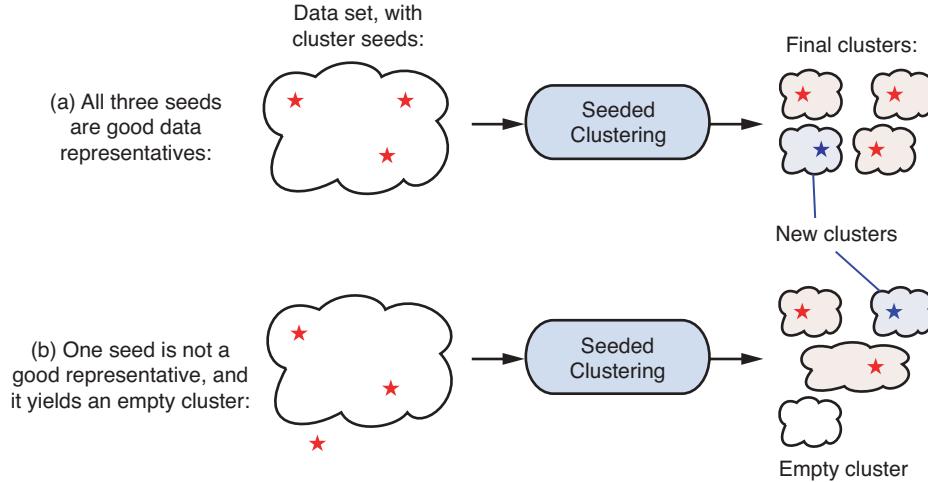 Data set, with
cluster seeds:
Final clusters:
(a) All three seeds
are good data
representatives:
Seeded
Clustering
New clusters
(b) One seed is not a
good representative, and
it yields an empty cluster:
Seeded
Clustering
Empty cluster